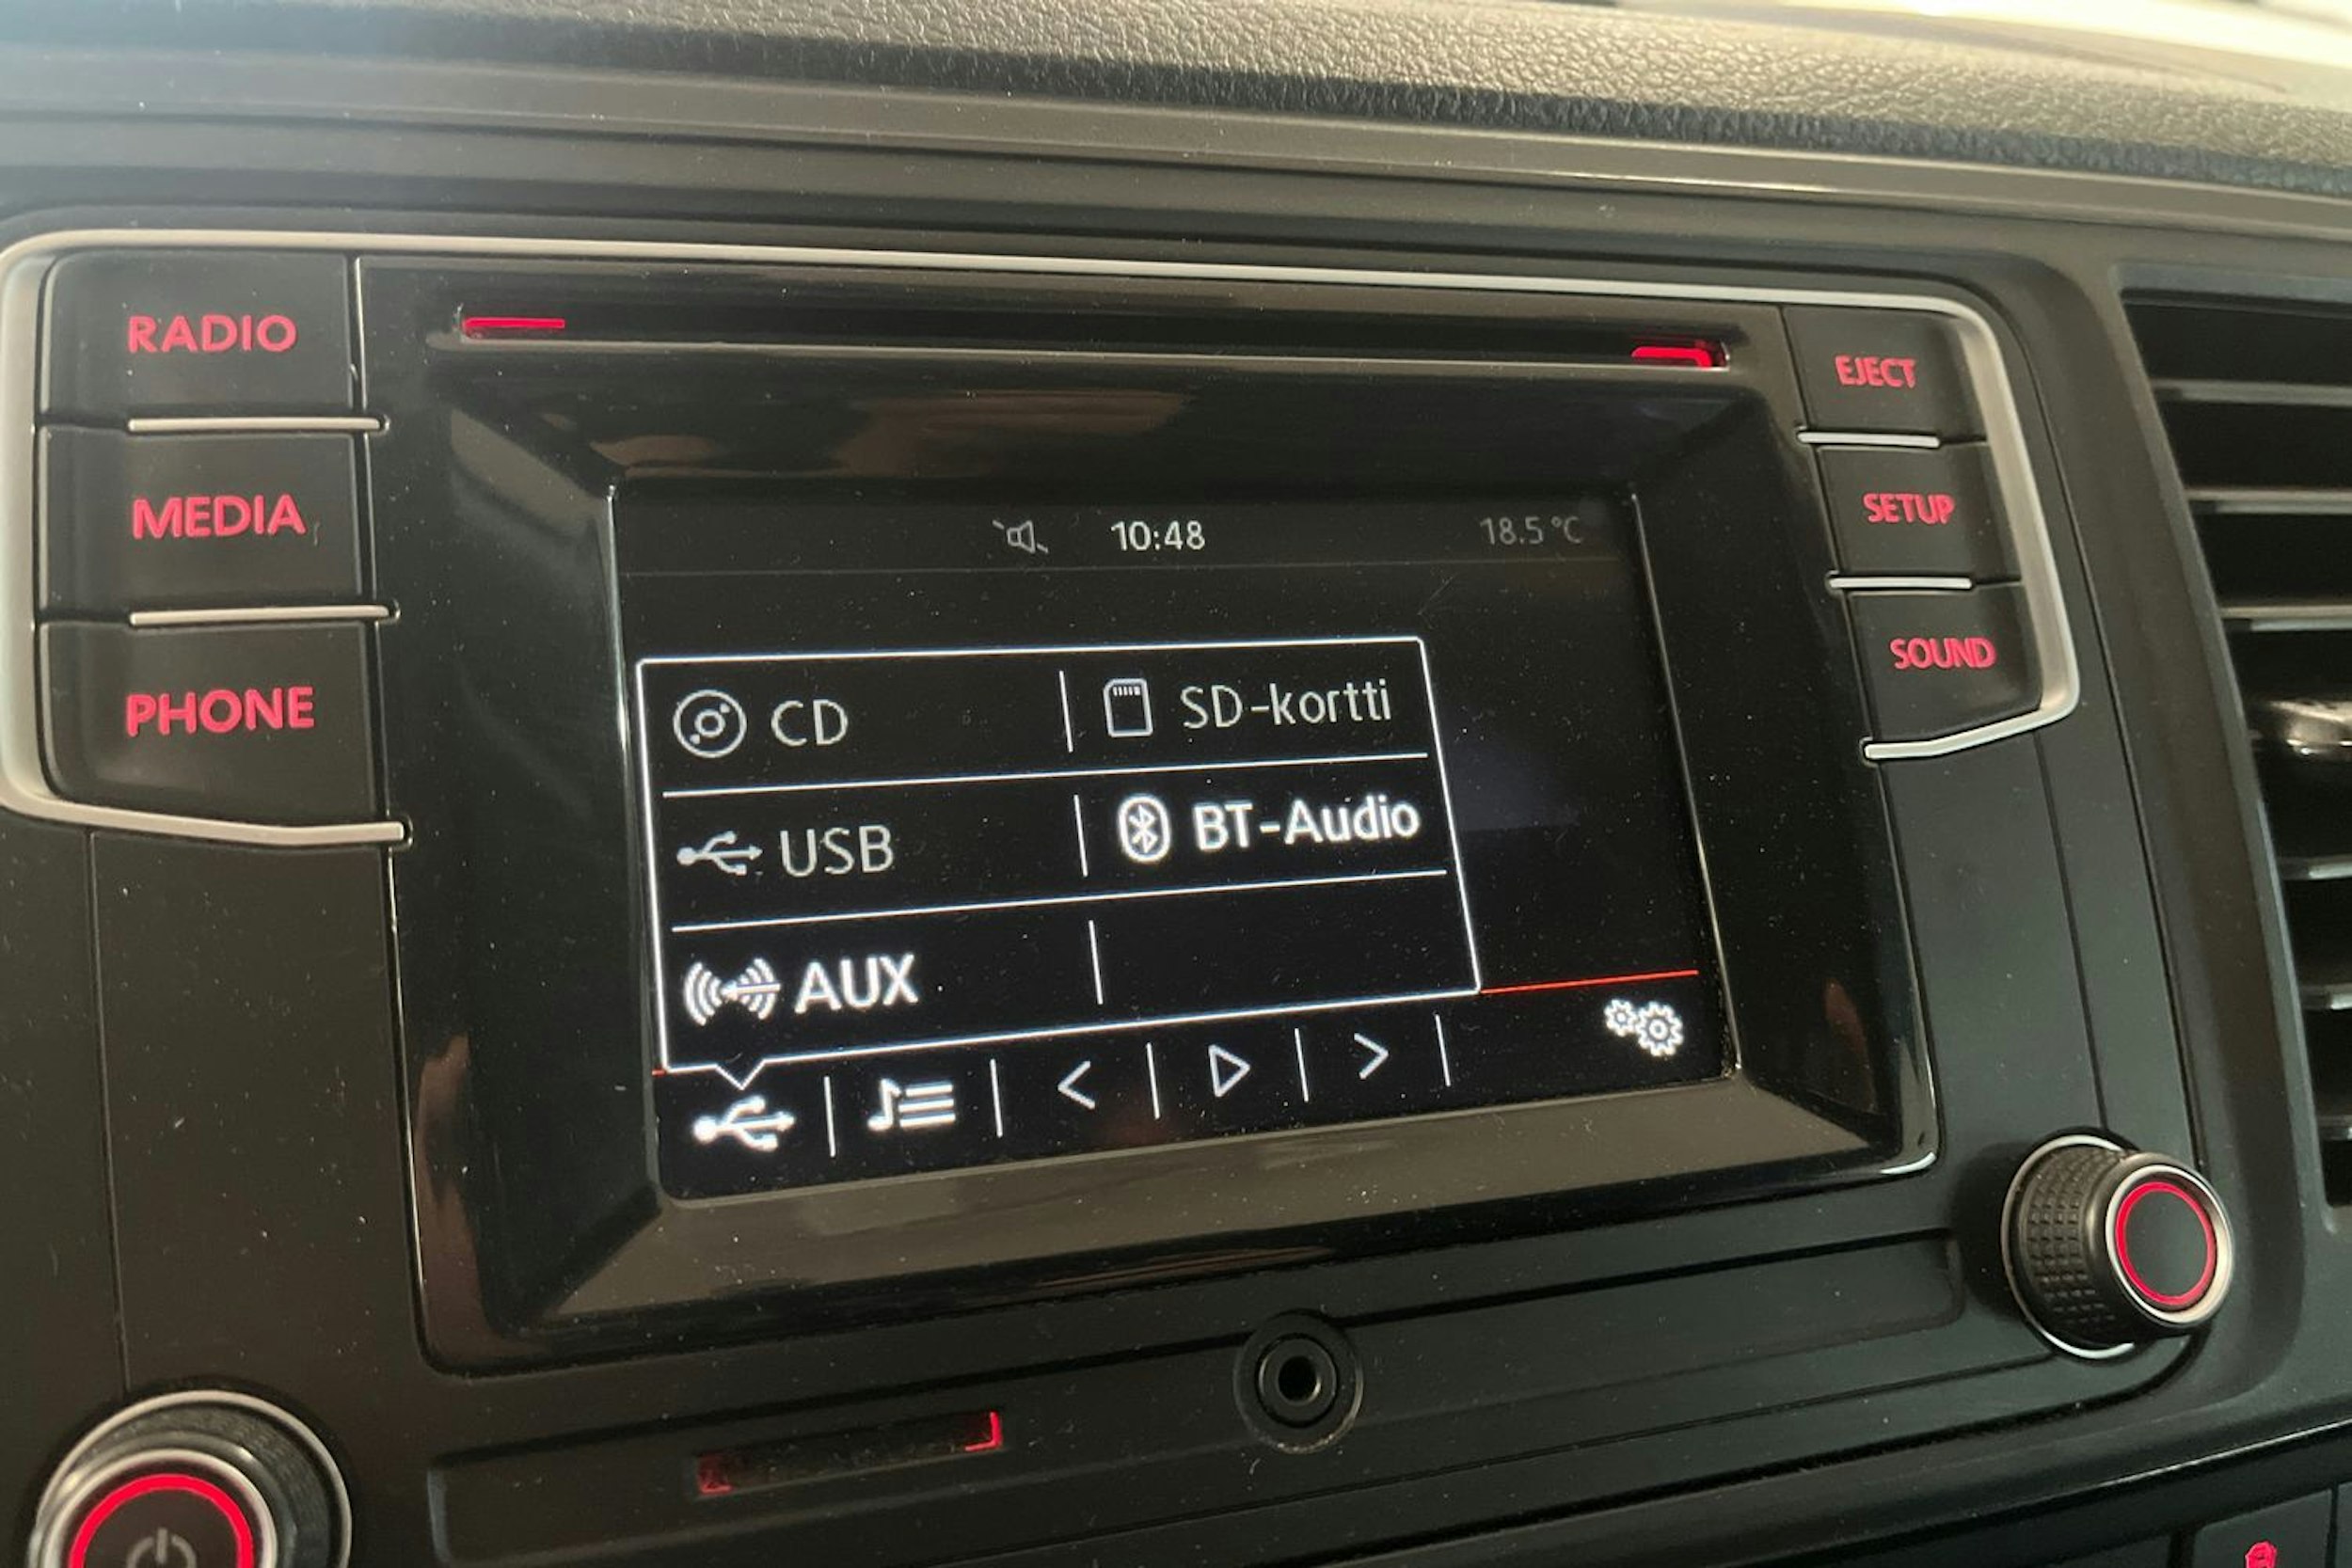 RADIO
MEDIA
PHONE
EJECT
SETUP
SOUND
10:48
18.5 °C
CD
SD-kortti
USB
BT-Audio
AUX